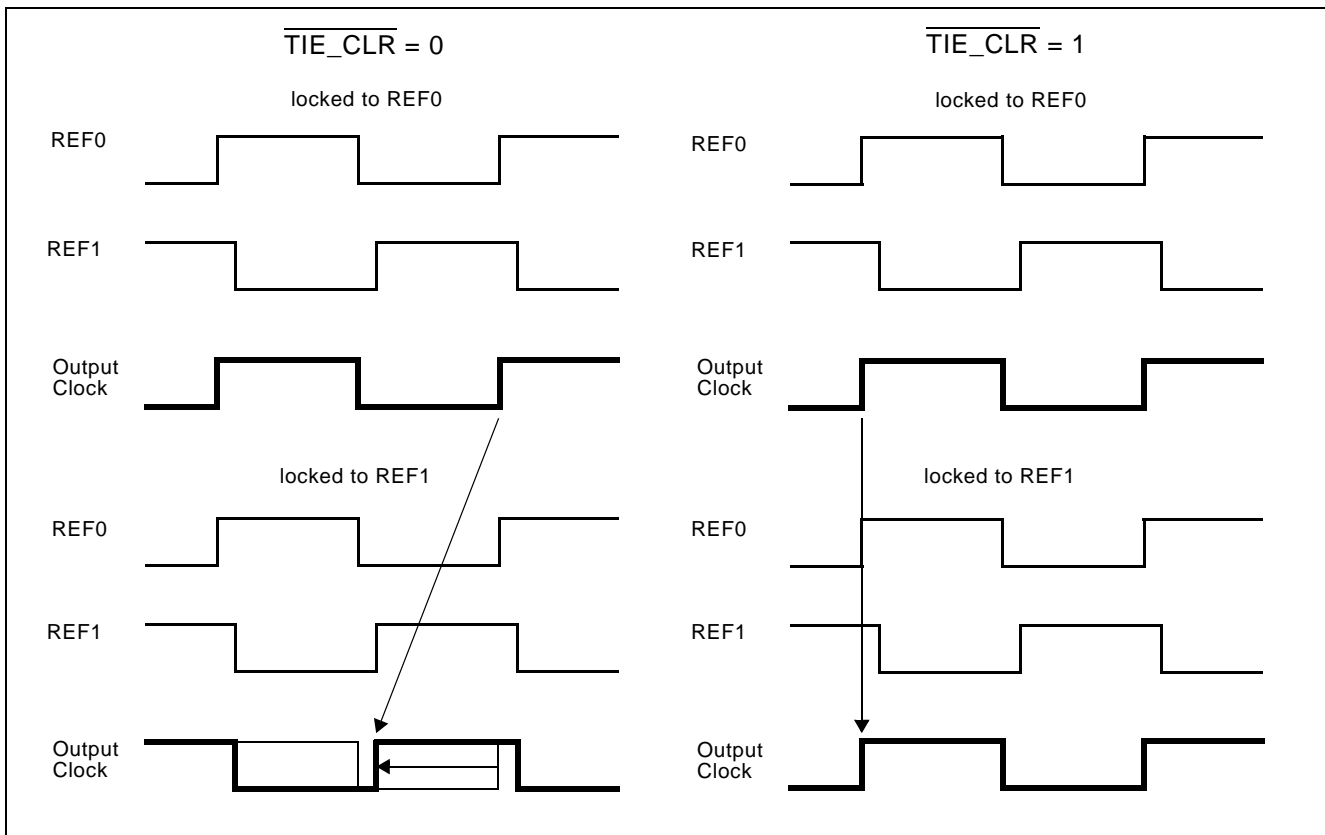 TIE_CLR = 0
locked to REF0
REF0
REF1
Output
Clock
locked to REF1
REF0
REF1
Output
Clock
TIE_CLR = 1
locked to REF0
REF0
REF1
Output
Clock
locked to REF1
REF0
REF1
Output
Clock